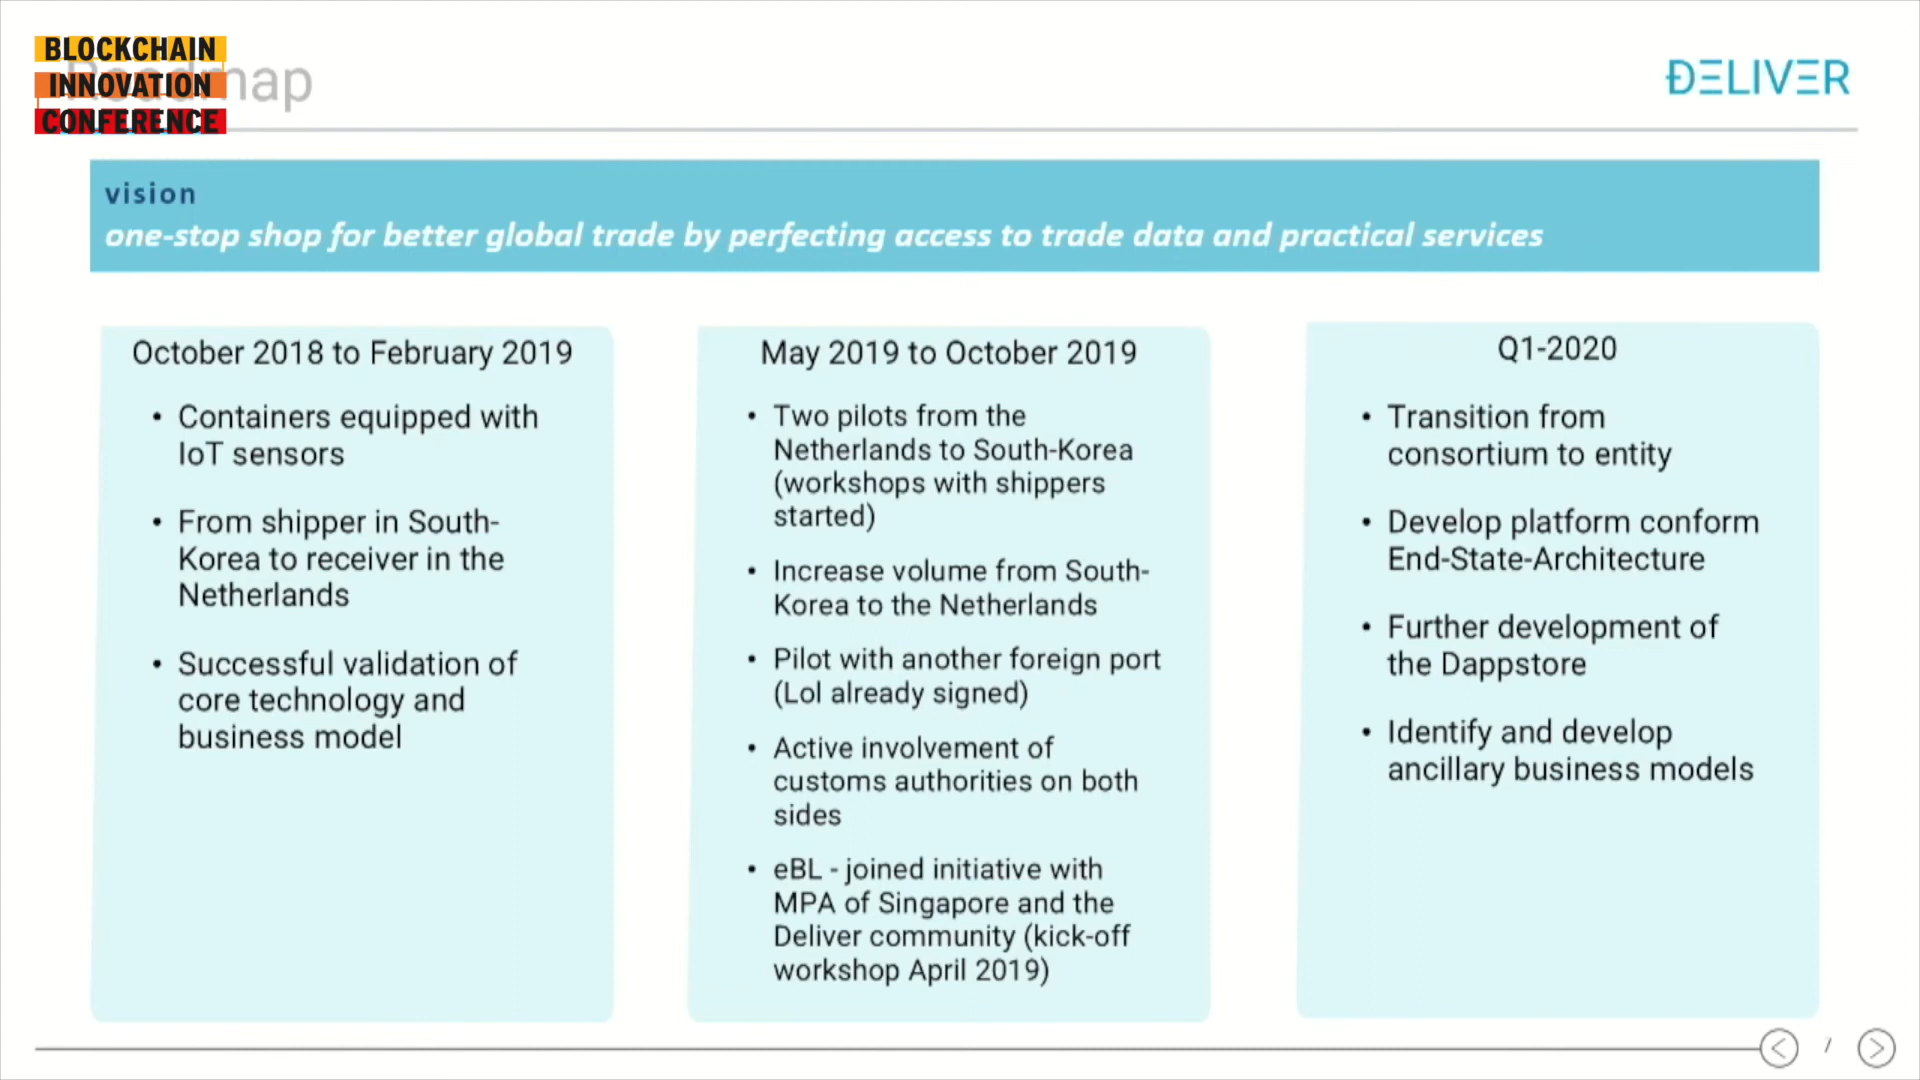 BLOCKCHAIN
INNOVATION
CONFERENCE
Roadmap
ĐELIVER
vision
one-stop shop for better global trade by perfecting access to trade data and practical services
October 2018 to February 2019
• Containers equipped with
IoT sensors
• From shipper in South-
Korea to receiver in the
Netherlands
• Successful validation of
core technology and
business model
May 2019 to October 2019
• Two pilots from the
Netherlands to South-Korea
(workshops with shippers
started)
• Increase volume from South-
Korea to the Netherlands
• Pilot with another foreign port
(LoI already signed)
• Active involvement of
customs authorities on both
sides
• eBL - joined initiative with
MPA of Singapore and the
Deliver community (kick-off
workshop April 2019)
Q1-2020
• Transition from
consortium to entity
• Develop platform conform
End-State-Architecture
• Further development of
the Dappstore
• Identify and develop
ancillary business models
/